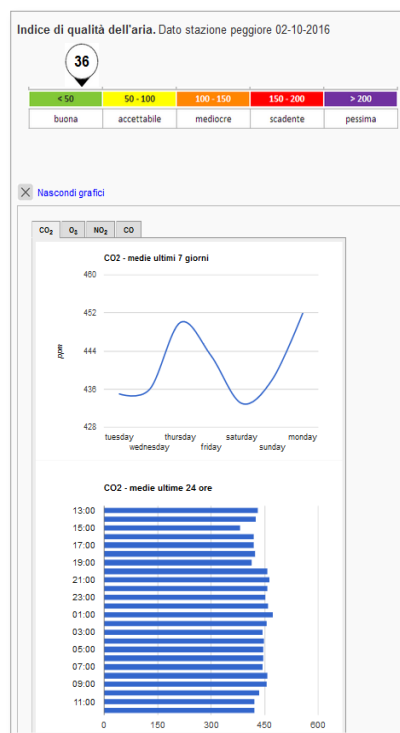 Indice di qualità dell'aria. Dato stazione peggiore 02-10-2016
36
< 50 50 - 100 100 - 150 150 - 200 > 200
buona accettabile mediocre scadente pessima
Nascondi grafici
CO₂ O₃ NO₂ CO
CO2 - medie ultimi 7 giorni
460
452
444
436
428
ppm
tuesday thursday saturday monday
wednesday friday sunday
CO2 - medie ultime 24 ore
13:00
15:00
17:00
19:00
21:00
23:00
01:00
03:00
05:00
07:00
09:00
11:00
0 150 300 450 600